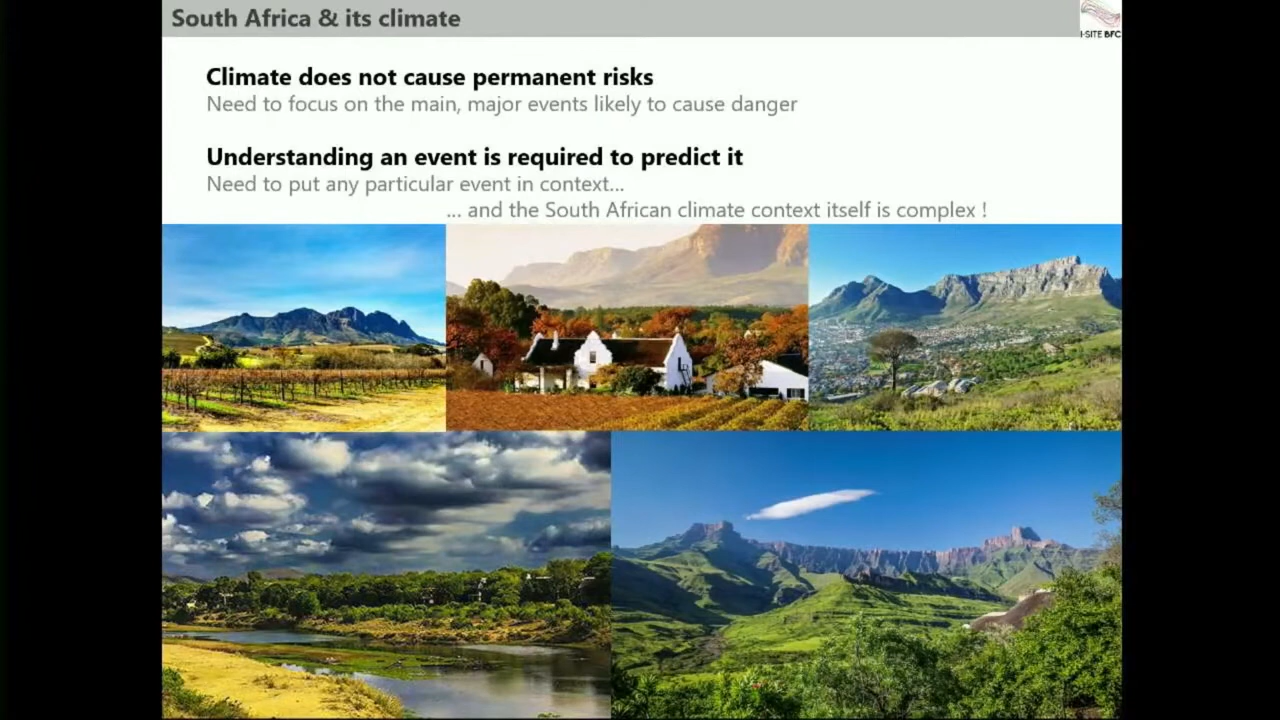 South Africa & its climate
I-SITE BFC
Climate does not cause permanent risks
Need to focus on the main, major events likely to cause danger
Understanding an event is required to predict it
Need to put any particular event in context...
... and the South African climate context itself is complex !